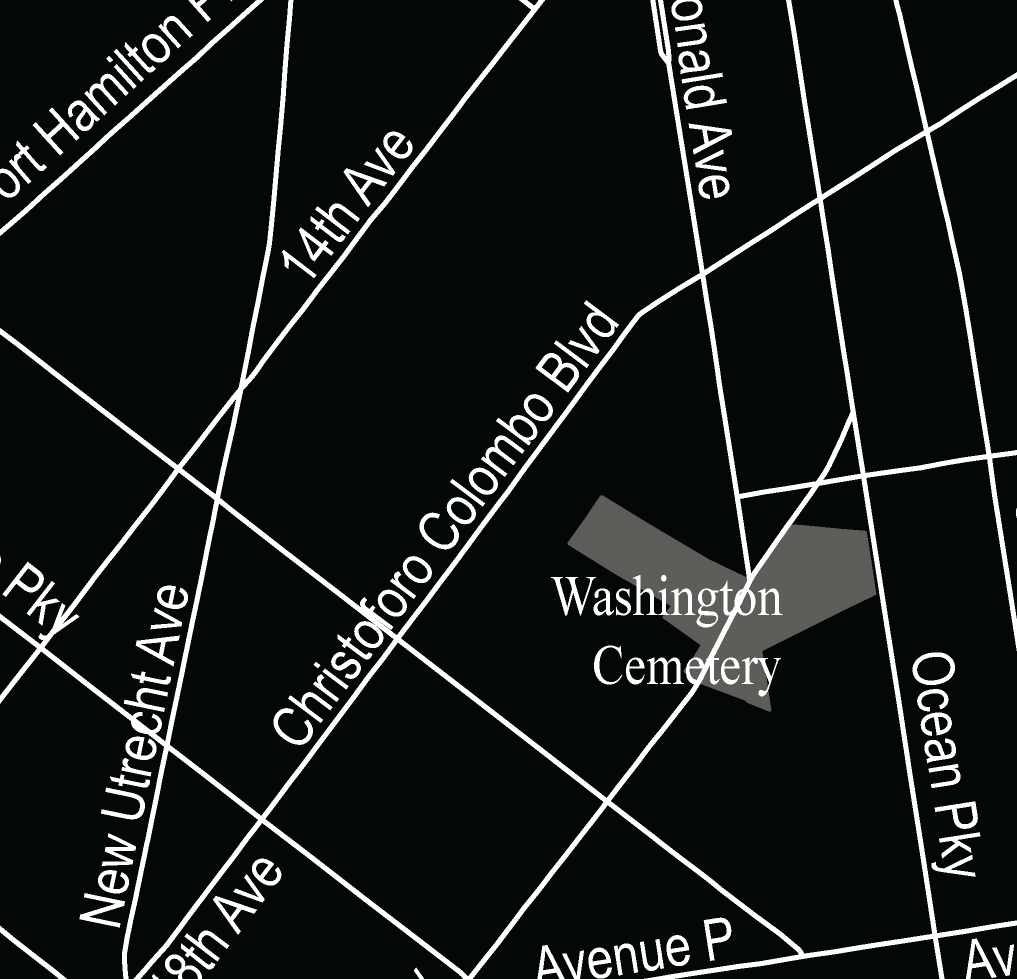 ort Hamilton P
onald Ave
14th Ave
Christoforo Colombo Blvd
Pky
New Utrecht Ave
Washington
Cemetery
Ocean Pky
18th Ave
Avenue P
Av